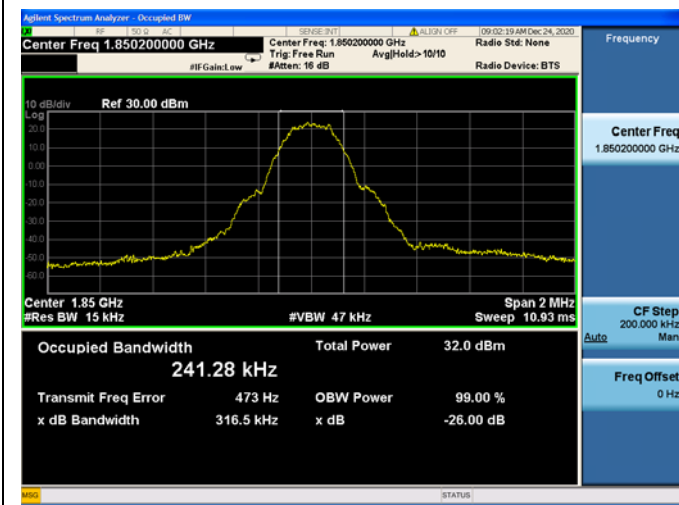 Agilent Spectrum Analyzer - Occupied BW
RF 50 Ω AC SENSE:INT ALIGN OFF 09:02:19 AM Dec 24, 2020
Center Freq 1.850200000 GHz Center Freq: 1.850200000 GHz Radio Std: None
Trig: Free Run Avg|Hold:>10/10
#IFGain:Low #Atten: 16 dB Radio Device: BTS
10 dB/div Ref 30.00 dBm
Log
20.0
10.0
0.00
-10.0
-20.0
-30.0
-40.0
-50.0
-60.0
Center 1.85 GHz Span 2 MHz
#Res BW 15 kHz #VBW 47 kHz Sweep 10.93 ms
Occupied Bandwidth Total Power 32.0 dBm
241.28 kHz
Transmit Freq Error 473 Hz OBW Power 99.00 %
x dB Bandwidth 316.5 kHz x dB -26.00 dB
MSG STATUS
Frequency
Center Freq
1.850200000 GHz
CF Step
200.000 kHz
Auto Man
Freq Offset
0 Hz